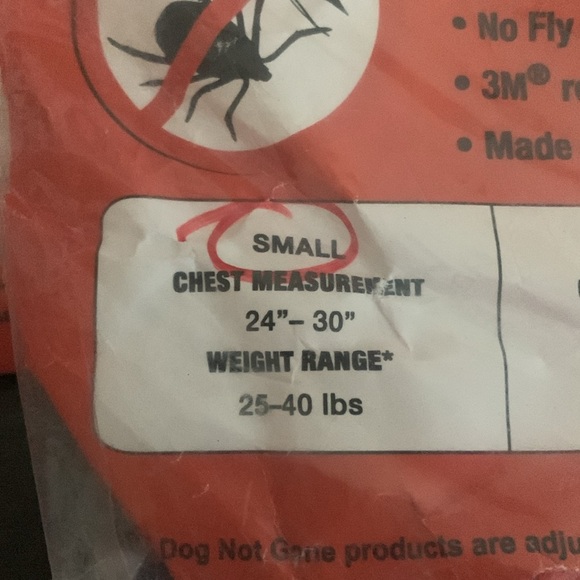 • No Fly
• 3M®
• Made
SMALL
CHEST MEASUREMENT
24”– 30”
WEIGHT RANGE*
25-40 lbs
Dog Not Gone products are